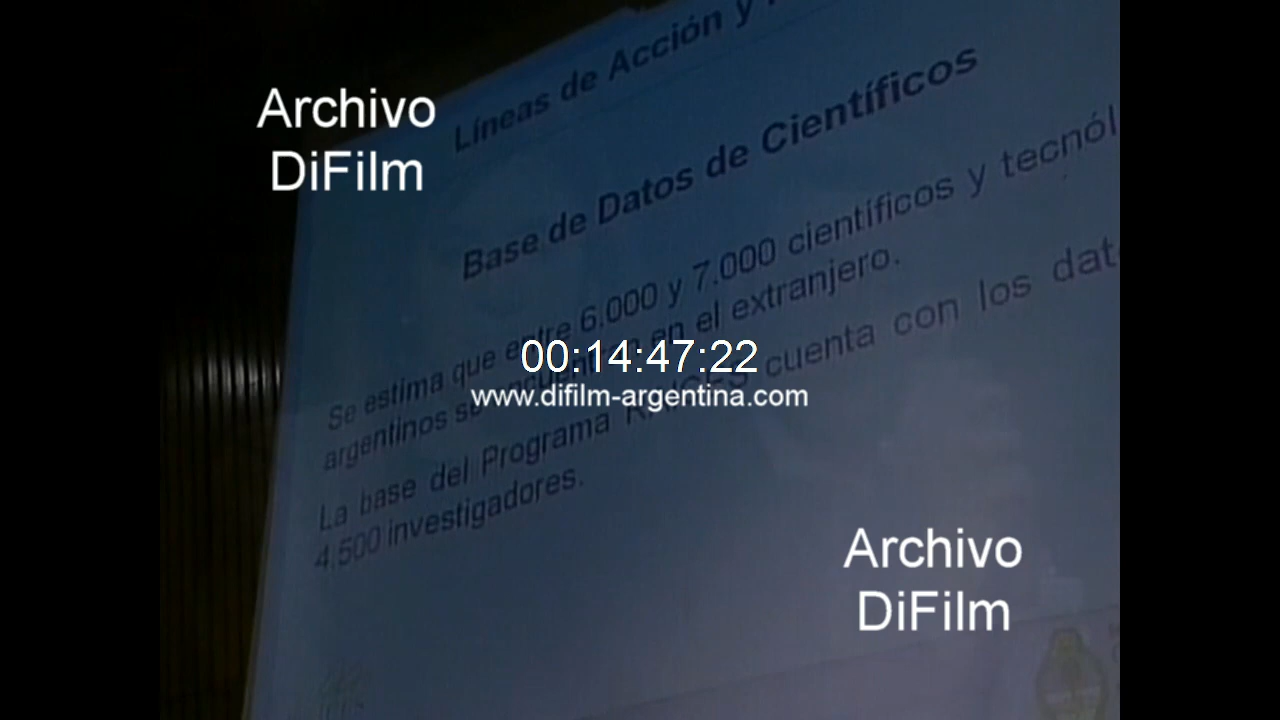 Líneas de Acción y
Archivo
DiFilm
Base de Datos de Científicos
Se estima que entre 6.000 y 7.000 científicos y tecnól
argentinos se encuentran en el extranjero.
00:14:47:22
www.difilm-argentina.com
La base del Programa RAICES cuenta con los dat
4.500 investigadores.
Archivo
DiFilm